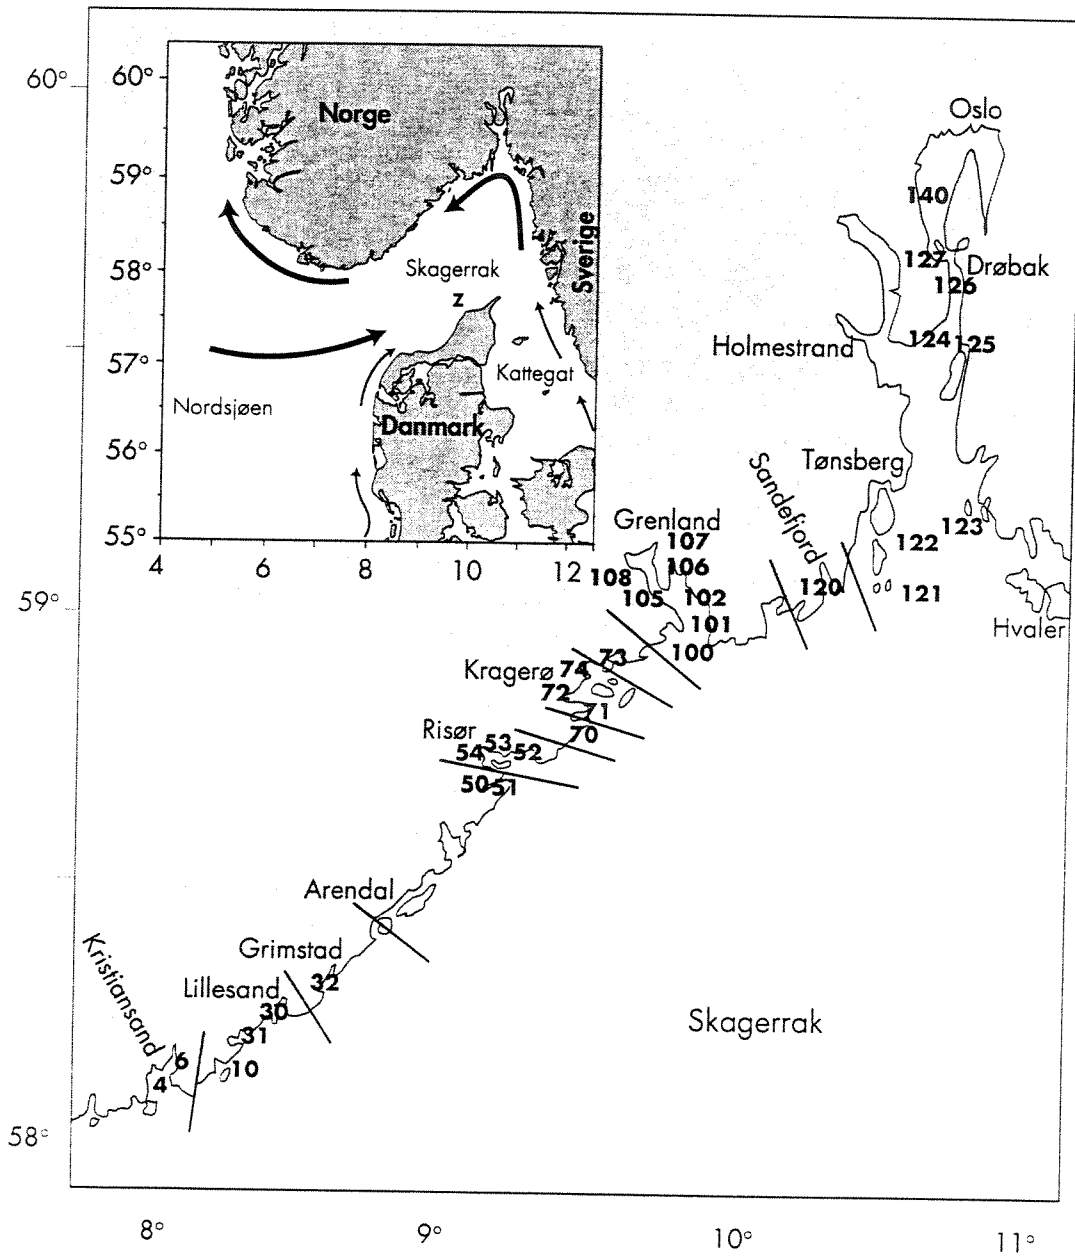 60°
59°
58°
8°
9°
10°
11°
60°
59°
58°
57°
56°
55°
4
6
8
10
12
Norge
Sverige
Skagerrak
z
Kattegat
Nordsjøen
Danmark
Oslo
140
127
Drøbak
126
124
125
Holmestrand
Tønsberg
Sandefjord
123
122
121
120
Hvaler
Grenland
107
106
108
105
102
101
100
Kragerø
74
73
72
71
70
Risør
53
54
52
50
51
Arendal
Grimstad
32
Lillesand
30
31
Kristiansand
6
4
10
Skagerrak